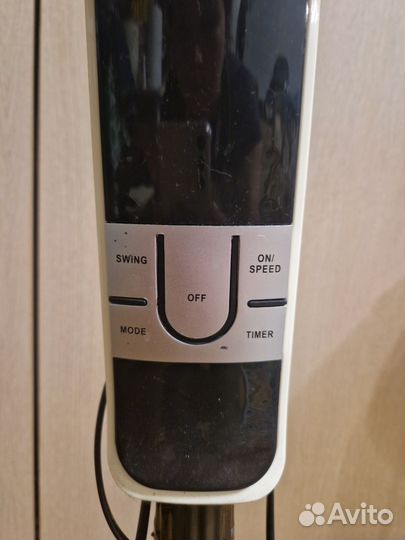 SWING
ON/
SPEED
OFF
MODE
TIMER
Avito